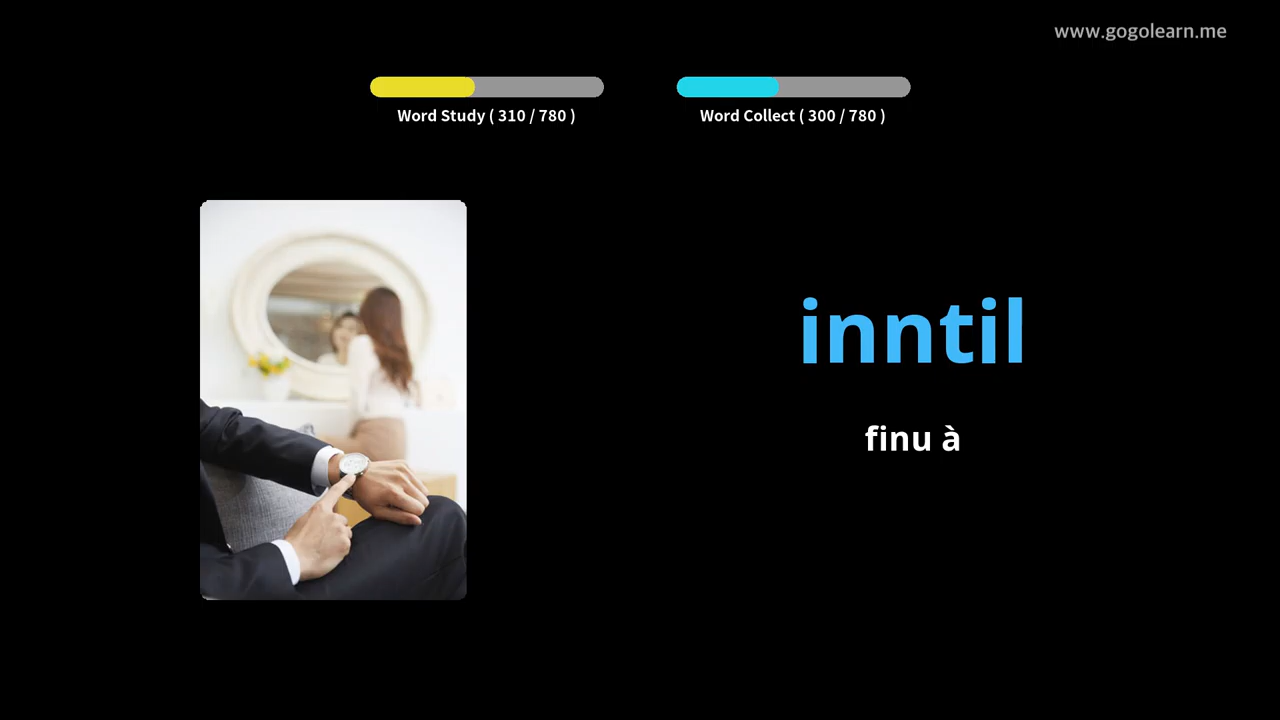 www.gogolearn.me
Word Study ( 310 / 780 )
Word Collect ( 300 / 780 )
inntil
finu à